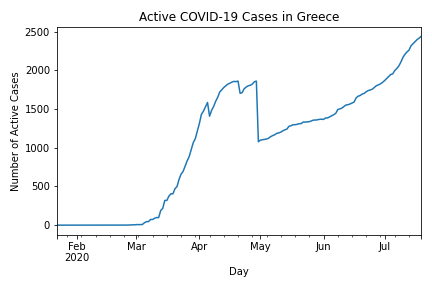 Active COVID-19 Cases in Greece
Number of Active Cases
2500
2000
1500
1000
500
0
Feb
2020
Mar
Apr
May
Jun
Jul
Day